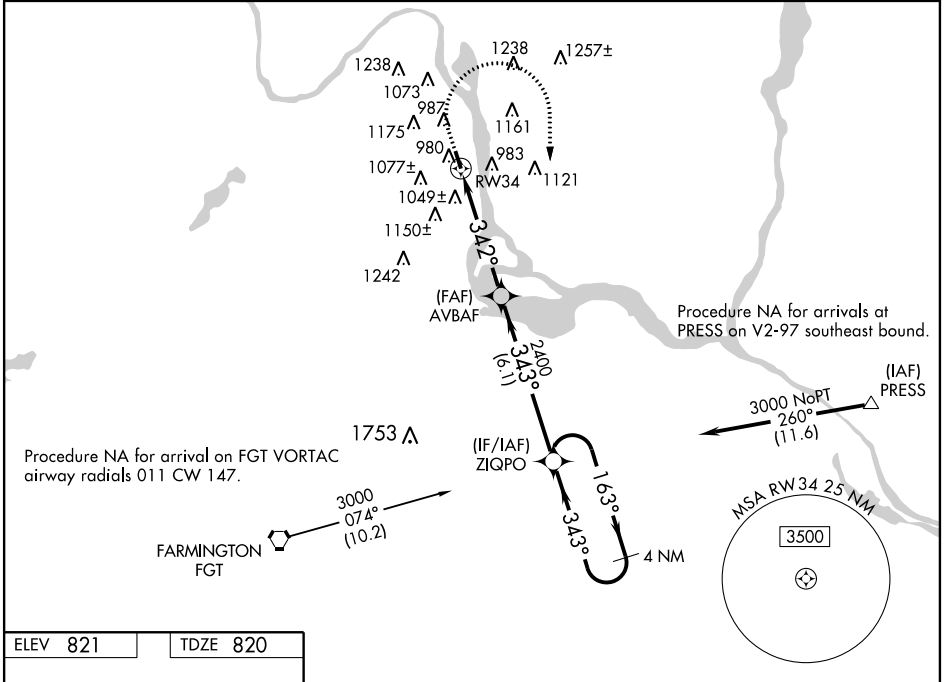 1238
1238
1257±
1073
987
1175
1161
980
983
1077±
RW34
1121
1049±
1150±
342°
1242
(FAF)
AVBAF
Procedure NA for arrivals at
PRESS on V2-97 southeast bound.
2400
343°
(6.1)
(IAF)
PRESS
3000 NoPT
260°
(11.6)
1753
(IF/IAF)
ZIQPO
Procedure NA for arrival on FGT VORTAC
airway radials 011 CW 147.
163°
343°
4 NM
3000
074°
(10.2)
FARMINGTON
FGT
MSA RW34 25 NM
3500
ELEV 821
TDZE 820